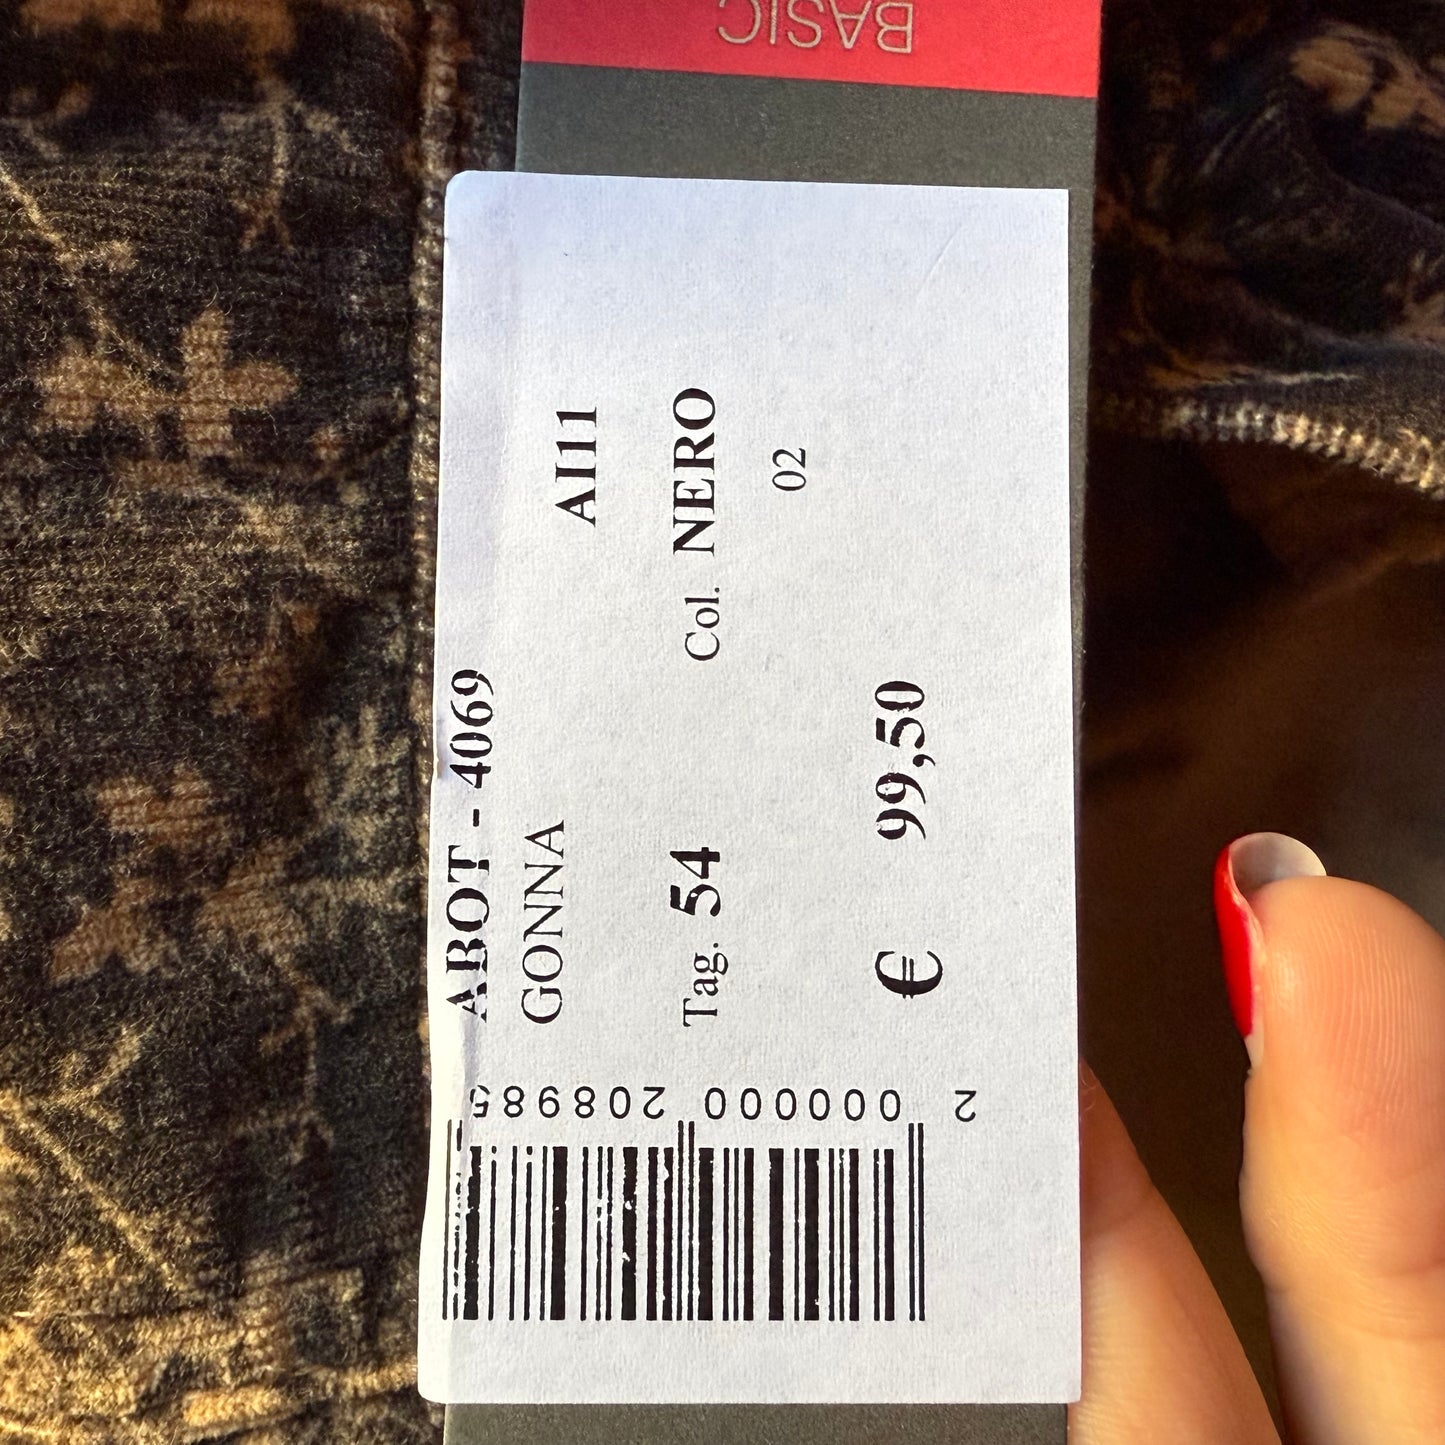 BASIC
ABOT - 4069
GONNA
AI11
Tag. 54 Col. NERO
02
€ 99,50
2 000000 208985